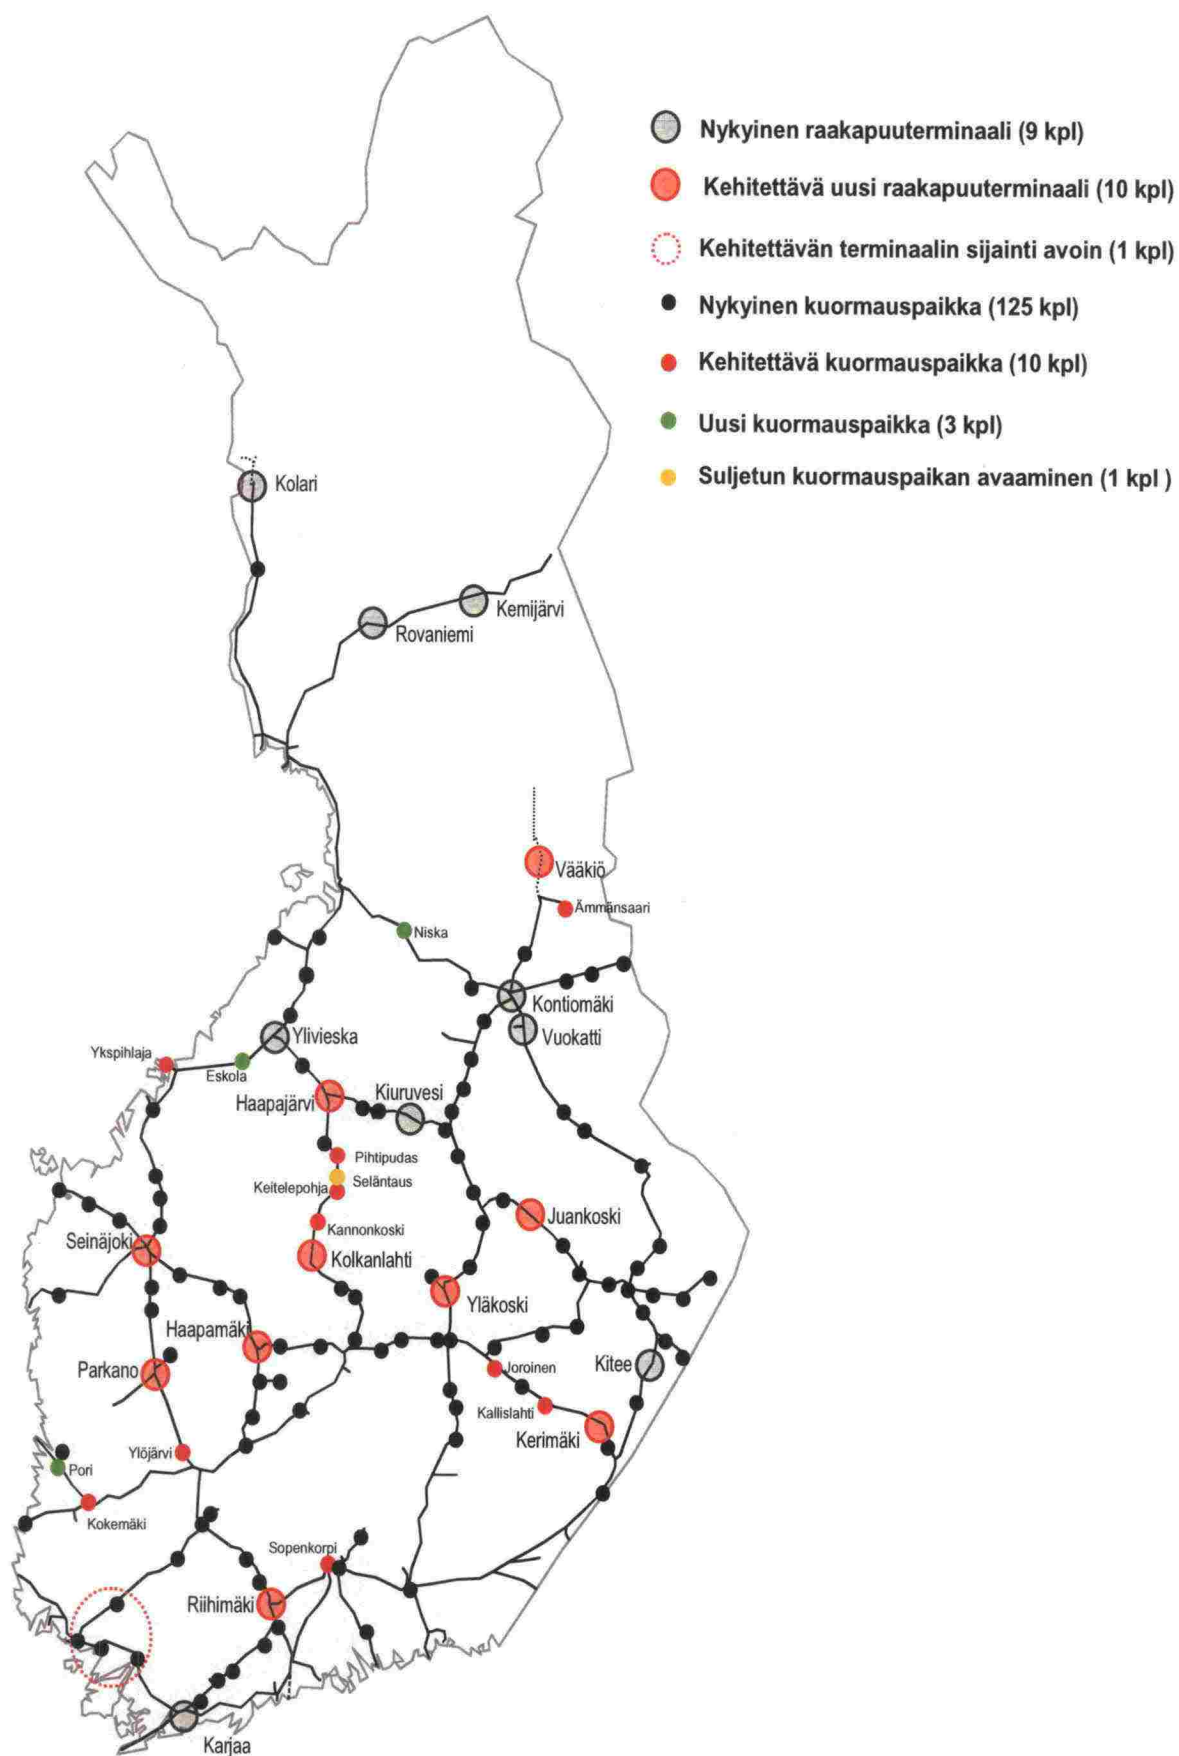 Nykyinen raakapuuterminaali (9 kpl)
Kehitettävä uusi raakapuuterminaali (10 kpl)
Kehitettävän terminaalin sijainti avoin (1 kpl)
Nykyinen kuormauspaikka (125 kpl)
Kehitettävä kuormauspaikka (10 kpl)
Uusi kuormauspaikka (3 kpl)
Suljetun kuormauspaikan avaaminen (1 kpl )
Kolari
Kemijärvi
Rovaniemi
Vääkiö
Ämmänsaari
Niska
Kontiomäki
Vuokatti
Ylivieska
Ykspihlaja
Eskola
Kiuruvesi
Haapajärvi
Pihtipudas
Seläntaus
Keitelepohja
Kannonkoski
Juankoski
Seinäjoki
Kolkanlahti
Yläkoski
Haapamäki
Parkano
Kitee
Joroinen
Kallislahti
Kerimäki
Ylöjärvi
Pori
Kokemäki
Sopenkorpi
Riihimäki
Karjaa